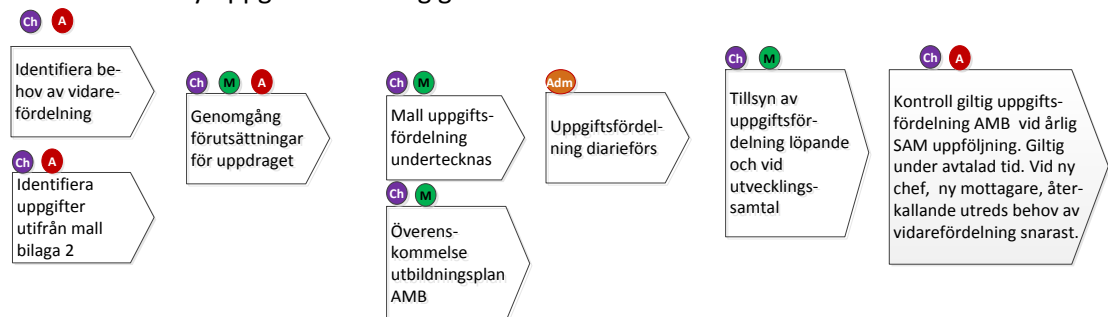 Ch A
Identifiera be-
hov av vidare-
fördelning
Ch A
Identifiera
uppgifter
utifrån mall
bilaga 2
Ch M A
Genomgång
förutsättningar
för uppdraget
Ch M
Mall uppgifts-
fördelning
undertecknas
Ch M
Överens-
kommelse
utbildningsplan
AMB
Adm
Uppgiftsfördel-
ning diarieförs
Ch M
Tillsyn av
uppgiftsför-
delning löpande
och vid
utvecklings-
samtal
Ch A
Kontroll giltig uppgifts-
fördelning AMB vid årlig
SAM uppföljning. Giltig
under avtalad tid. Vid ny
chef, ny mottagare, åter-
kallande utreds behov av
vidarefördelning snarast.